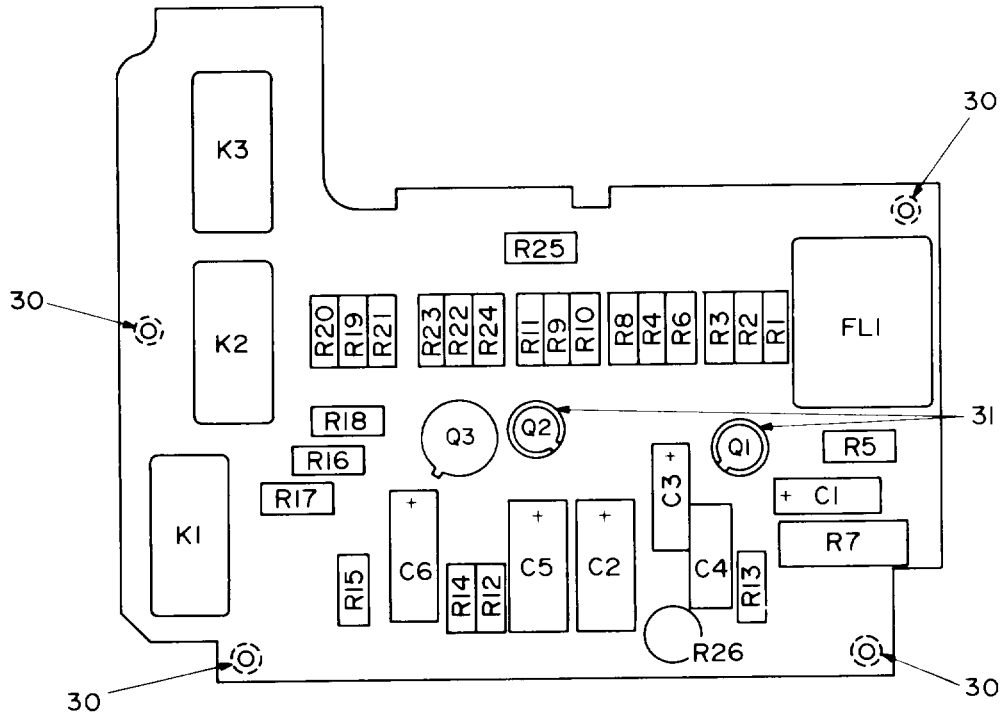 30
K3
R25
30
K2
R20
R19
R21
R23
R22
R24
R11
R9
R10
R8
R4
R6
R3
R2
R1
FL1
R18
Q3
Q2
Q1
31
R5
R16
R17
K1
+
C6
+
C5
+
C2
+
C3
C4
+ C1
R7
R15
R14
R12
R13
R26
30
30